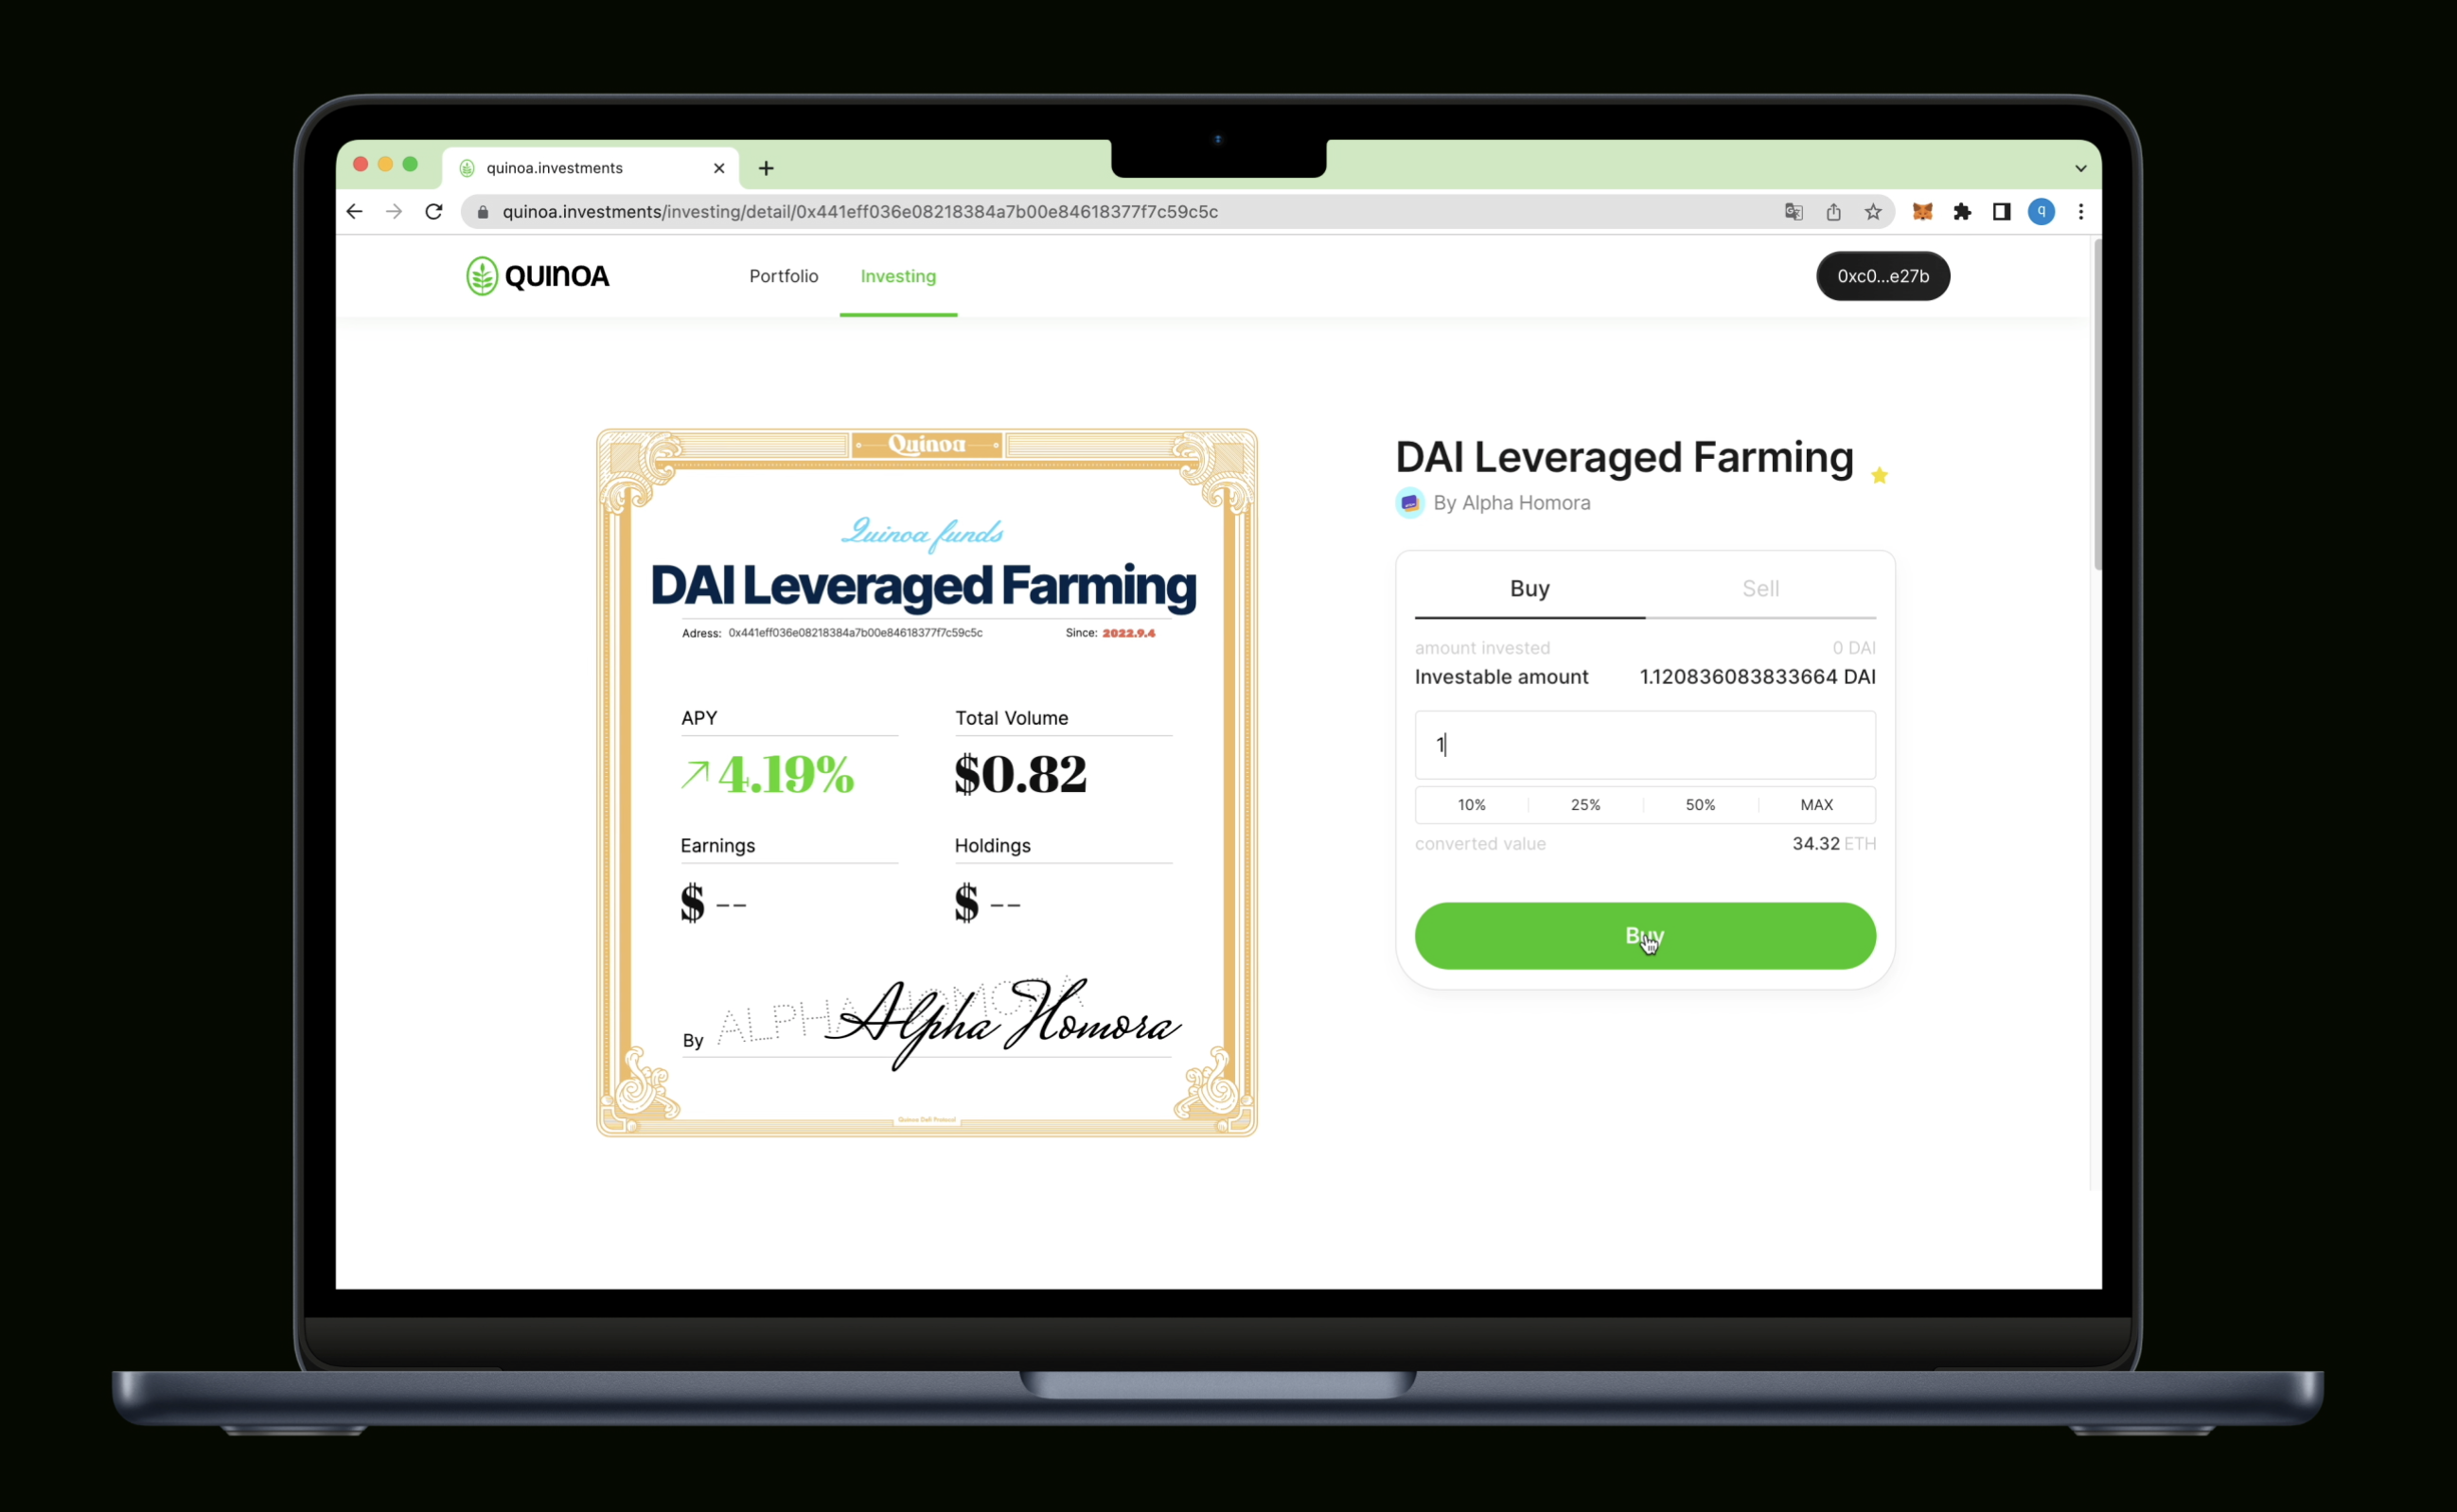 quinoa.investments
quinoa.investments/investing/detail/0x441eff036e08218384a7b00e84618377f7c59c5c
q
QUINOA
Portfolio
Investing
0xc0...e27b
Quinoa
Quinoa funds
DAI Leveraged Farming
Adress: 0x441eff036e08218384a7b00e84618377f7c59c5c
Since: 2022.9.4
APY
Total Volume
4.19%
$0.82
Earnings
Holdings
$ --
$ --
By ALPHA HOMORA
Alpha Homora
Quinoa Defi Protocol
DAI Leveraged Farming
By Alpha Homora
Buy
Sell
amount invested
0 DAI
Investable amount
1.120836083833664 DAI
1
10%
25%
50%
MAX
converted value
34.32 ETH
Buy